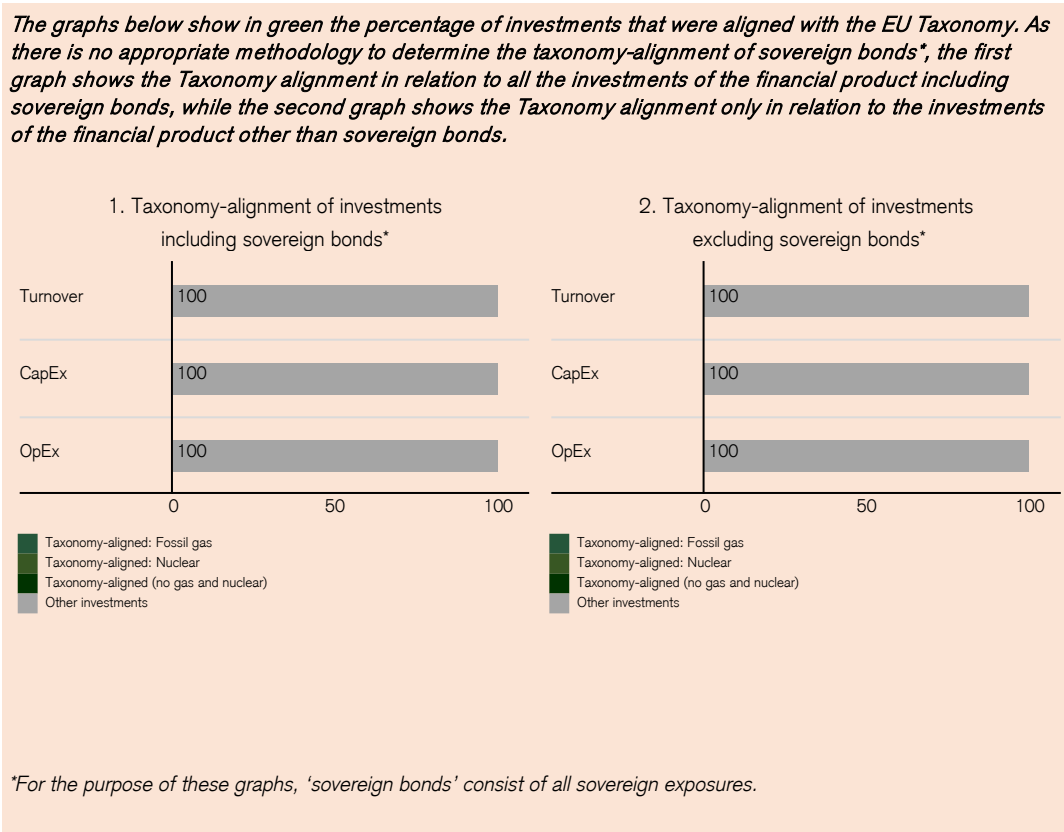 The graphs below show in green the percentage of investments that were aligned with the EU Taxonomy. As
there is no appropriate methodology to determine the taxonomy-alignment of sovereign bonds*, the first
graph shows the Taxonomy alignment in relation to all the investments of the financial product including
sovereign bonds, while the second graph shows the Taxonomy alignment only in relation to the investments
of the financial product other than sovereign bonds.
1. Taxonomy-alignment of investments
including sovereign bonds*
Turnover
100
CapEx
100
OpEx
100
0 50 100
Taxonomy-aligned: Fossil gas
Taxonomy-aligned: Nuclear
Taxonomy-aligned (no gas and nuclear)
Other investments
2. Taxonomy-alignment of investments
excluding sovereign bonds*
Turnover
100
CapEx
100
OpEx
100
0 50 100
Taxonomy-aligned: Fossil gas
Taxonomy-aligned: Nuclear
Taxonomy-aligned (no gas and nuclear)
Other investments
*For the purpose of these graphs, ‘sovereign bonds’ consist of all sovereign exposures.